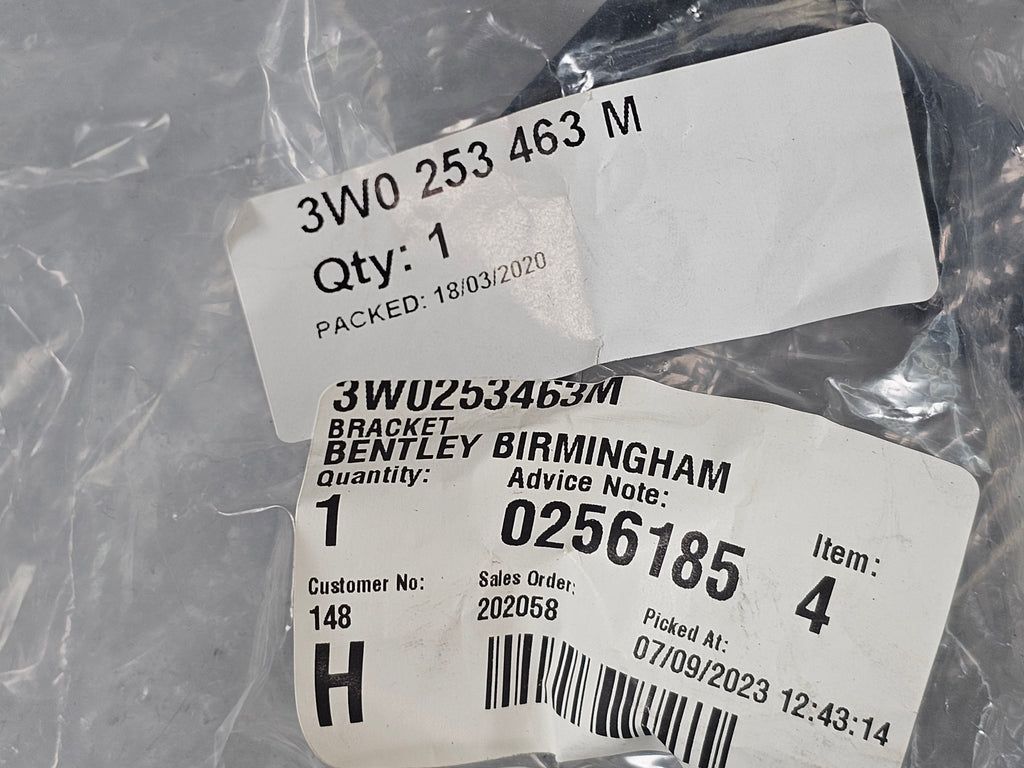 3W0 253 463 M
Qty: 1
PACKED: 18/03/2020
3W0253463M
BRACKET
BENTLEY BIRMINGHAM
Quantity: Advice Note: Item:
1 0256185 4
Customer No: Sales Order: Picked At:
148 202058 07/09/2023 12:43:14
H